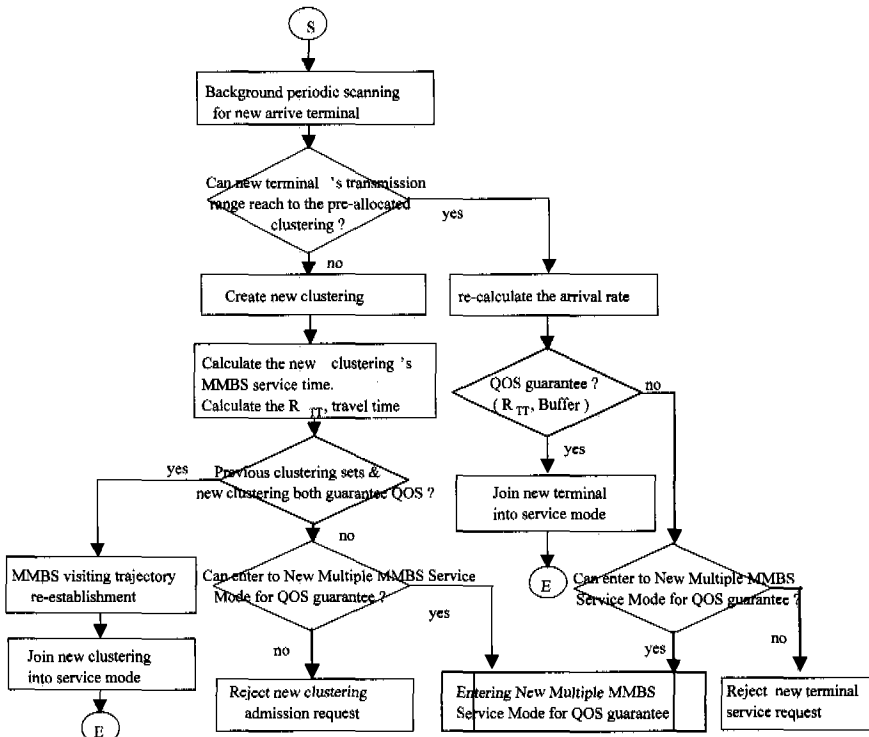 S
Background periodic scanning
for new arrive terminal
Can new terminal 's transmission
range reach to the pre-allocated
clustering ?
yes
no
Create new clustering
re-calculate the arrival rate
Calculate the new clustering 's
MMBS service time.
Calculate the R TT, travel time
QOS guarantee ?
( R TT, Buffer )
no
yes
yes
Previous clustering sets &
new clustering both guarantee QOS ?
no
Join new terminal
into service mode
E
MMBS visiting trajectory
re-establishment
Can enter to New Multiple MMBS Service
Mode for QOS guarantee ?
yes
no
Can enter to New Multiple MMBS
Service Mode for QOS guarantee ?
yes
no
Join new clustering
into service mode
Reject new clustering
admission request
Entering New Multiple MMBS
Service Mode for QOS guarantee
Reject new terminal
service request
E